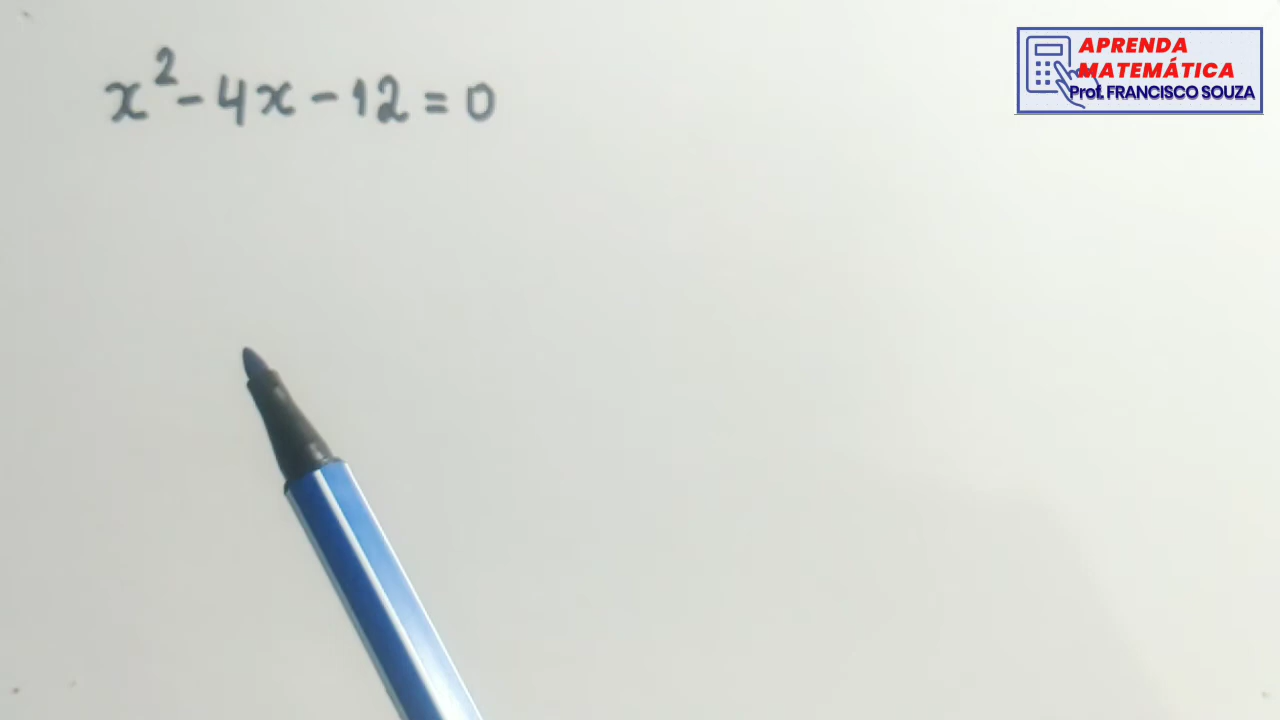 x² - 4x - 12 = 0
APRENDA
MATEMÁTICA
Prof. FRANCISCO SOUZA